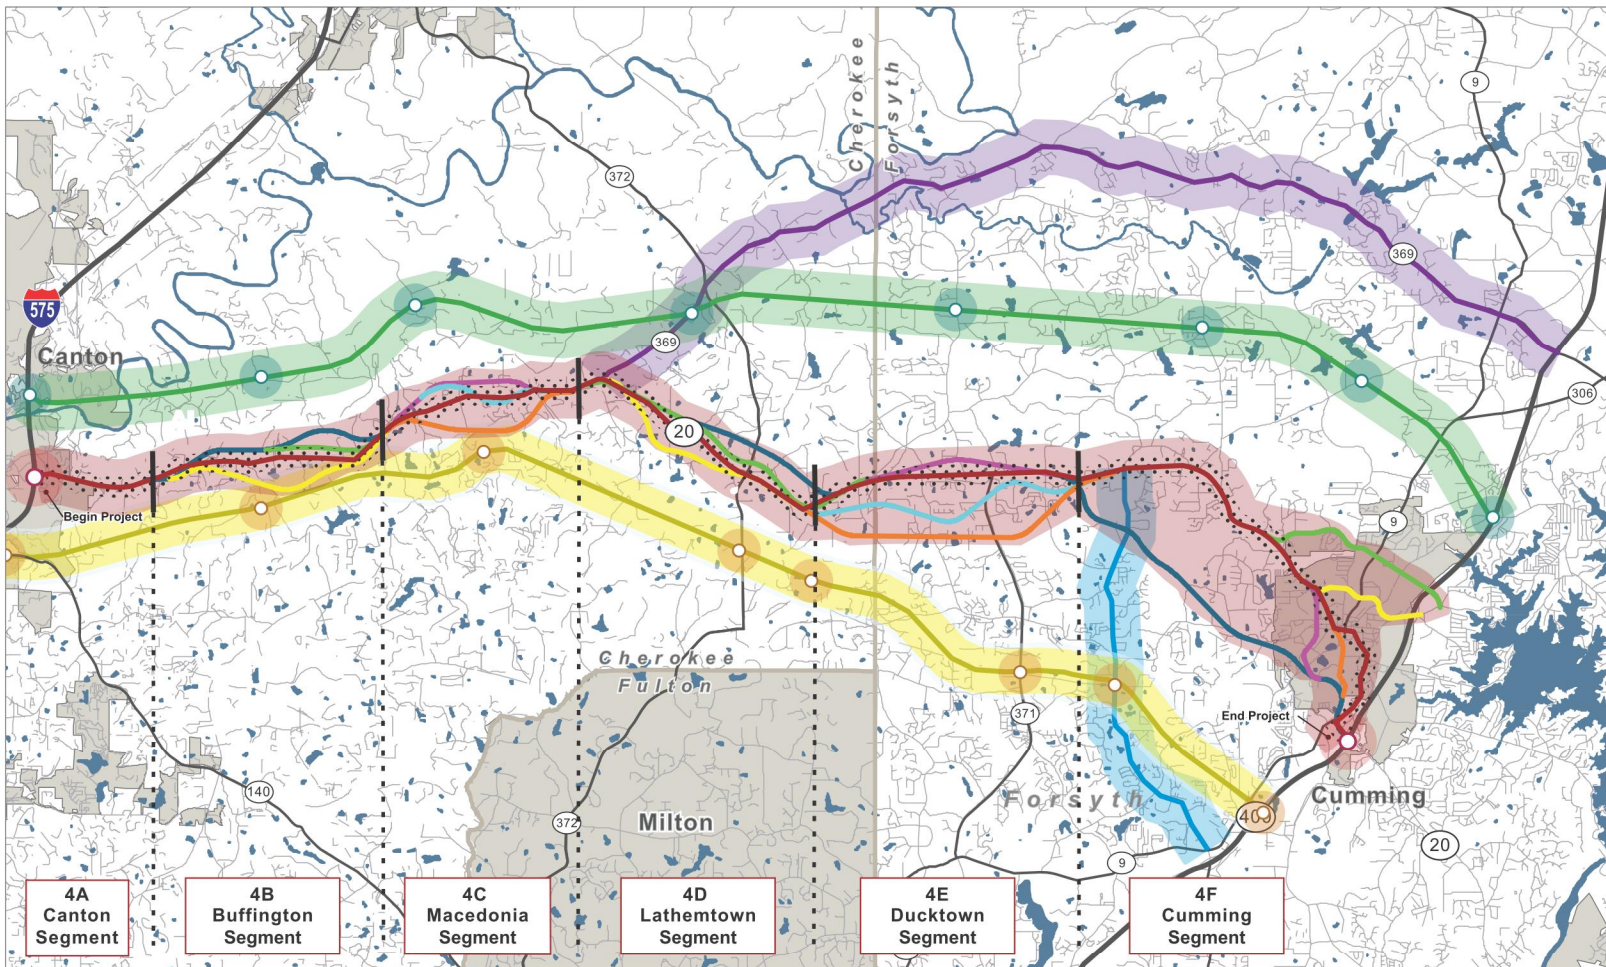 Cherokee
Forsyth
9
372
575
Canton
369
369
306
20
Begin Project
9
Cherokee
Fulton
371
End Project
140
372
Milton
Forsyth
400
Cumming
9
20
4A
Canton
Segment
4B
Buffington
Segment
4C
Macedonia
Segment
4D
Lathemtown
Segment
4E
Ducktown
Segment
4F
Cumming
Segment